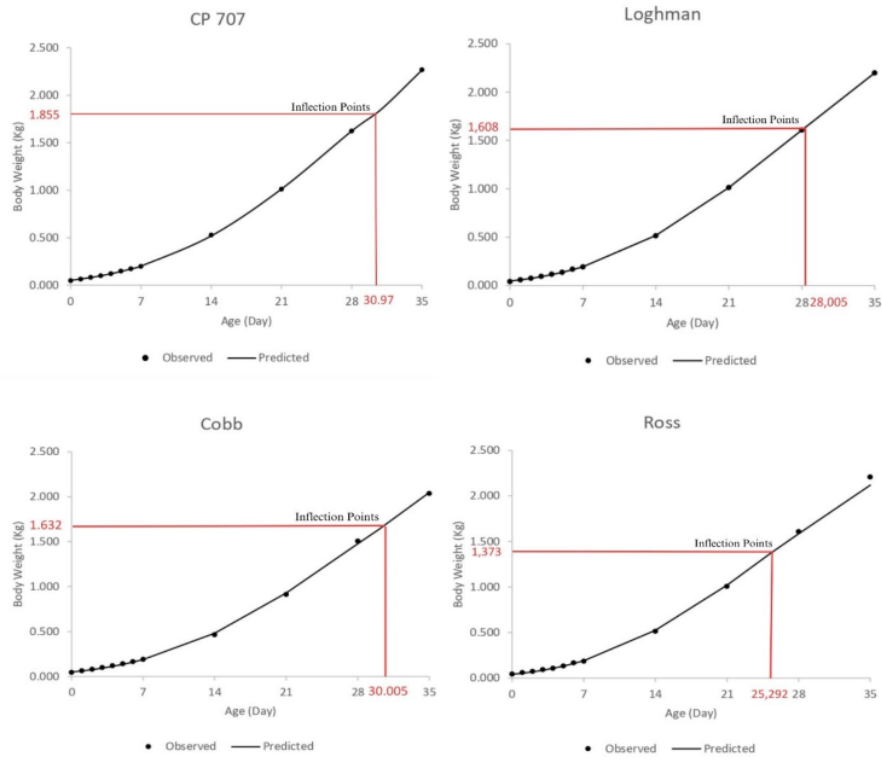 CP 707
2.500
2.000
1.855
1.500
1.000
0.500
0.000
Body Weight (Kg)
Inflection Points
0 7 14 21 28 30.97 35
Age (Day)
Observed Predicted
Loghman
2.500
2.000
1,608
1.500
1.000
0.500
0.000
Body Weight (Kg)
Inflection Points
0 7 14 21 28 28,005 35
Age (Day)
Observed Predicted
Cobb
2.500
2.000
1.632
1.500
1.000
0.500
0.000
Body Weight (Kg)
Inflection Points
0 7 14 21 28 30.005 35
Age (Day)
Observed Predicted
Ross
2.500
2.000
1.500
1,373
1.000
0.500
0.000
Body Weight (Kg)
Inflection Points
0 7 14 21 25,292 28 35
Age (Day)
Observed Predicted